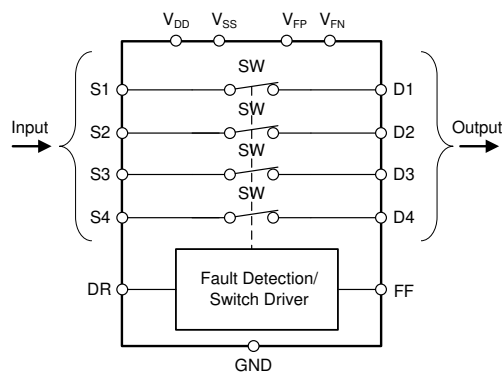 VDD VSS VFP VFN
SW
S1 D1
SW
Input S2 D2 Output
SW
S3 D3
SW
S4 D4
Fault Detection/
Switch Driver
DR FF
GND